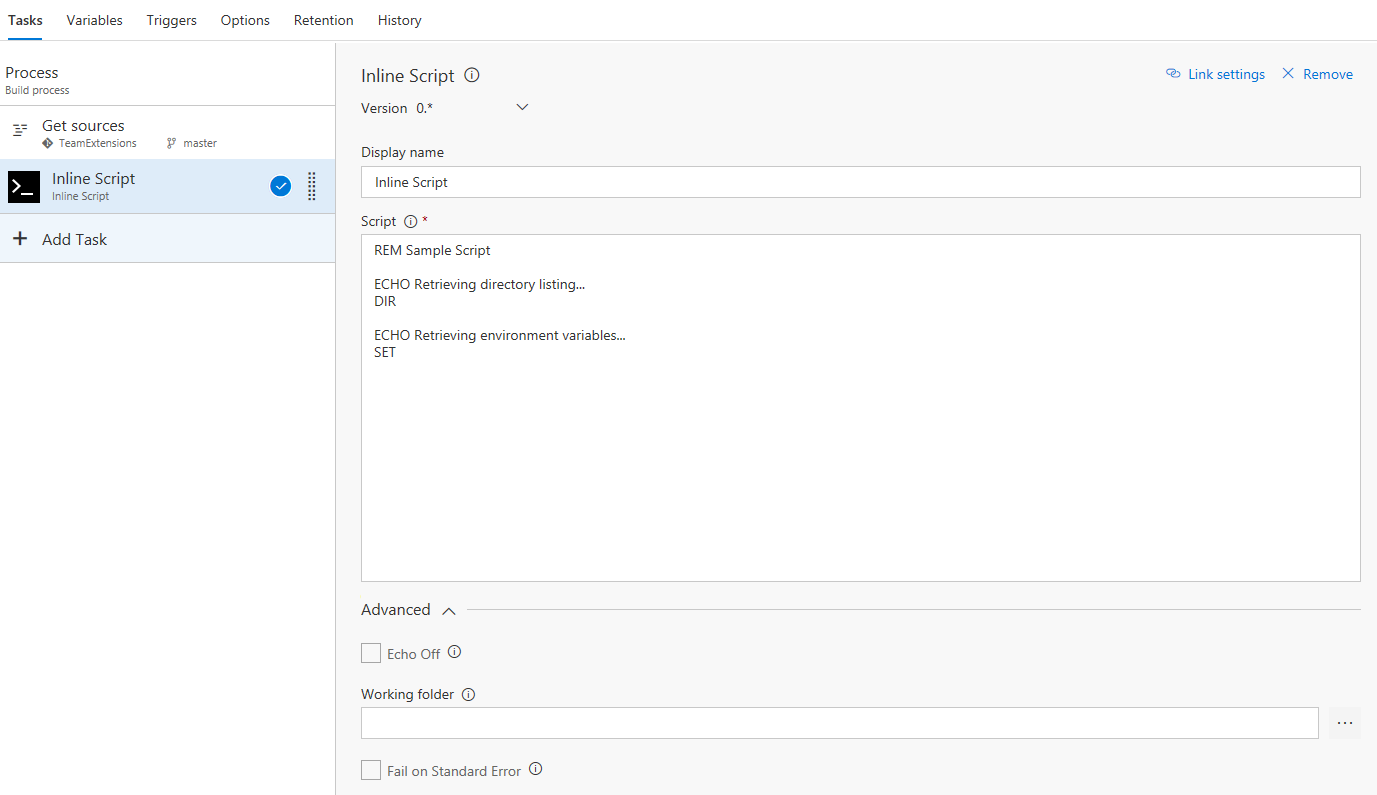 Tasks Variables Triggers Options Retention History
Process
Build process
Get sources
TeamExtensions master
Inline Script
Inline Script
Add Task
Inline Script
Link settings Remove
Version 0.*
Display name
Inline Script
Script *
REM Sample Script
ECHO Retrieving directory listing...
DIR
ECHO Retrieving environment variables...
SET
Advanced
Echo Off
Working folder
...
Fail on Standard Error